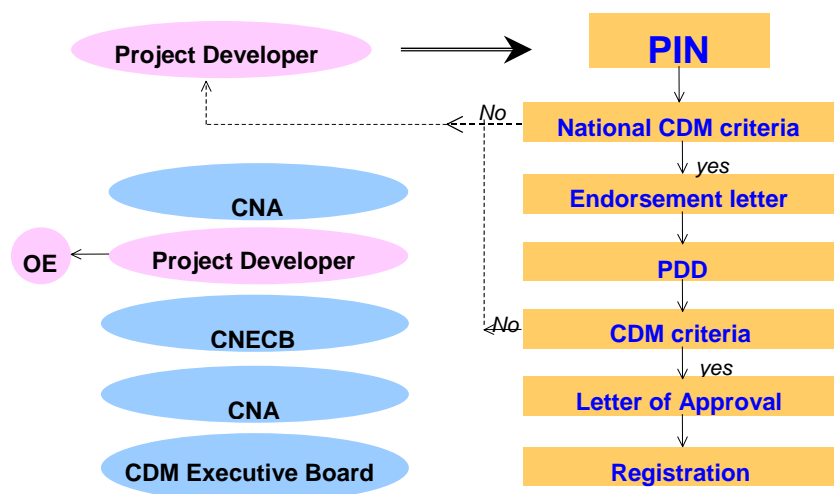 Project Developer
PIN
No
National CDM criteria
yes
CNA
Endorsement letter
OE
Project Developer
PDD
CNECB
No
CDM criteria
yes
CNA
Letter of Approval
CDM Executive Board
Registration